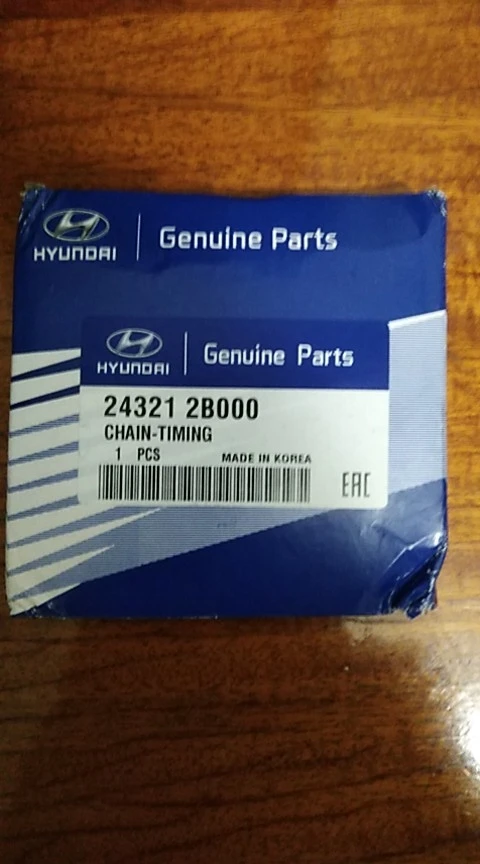 HYUNDAI
Genuine Parts
HYUNDAI
Genuine Parts
24321 2B000
CHAIN-TIMING
1 PCS MADE IN KOREA
EAC